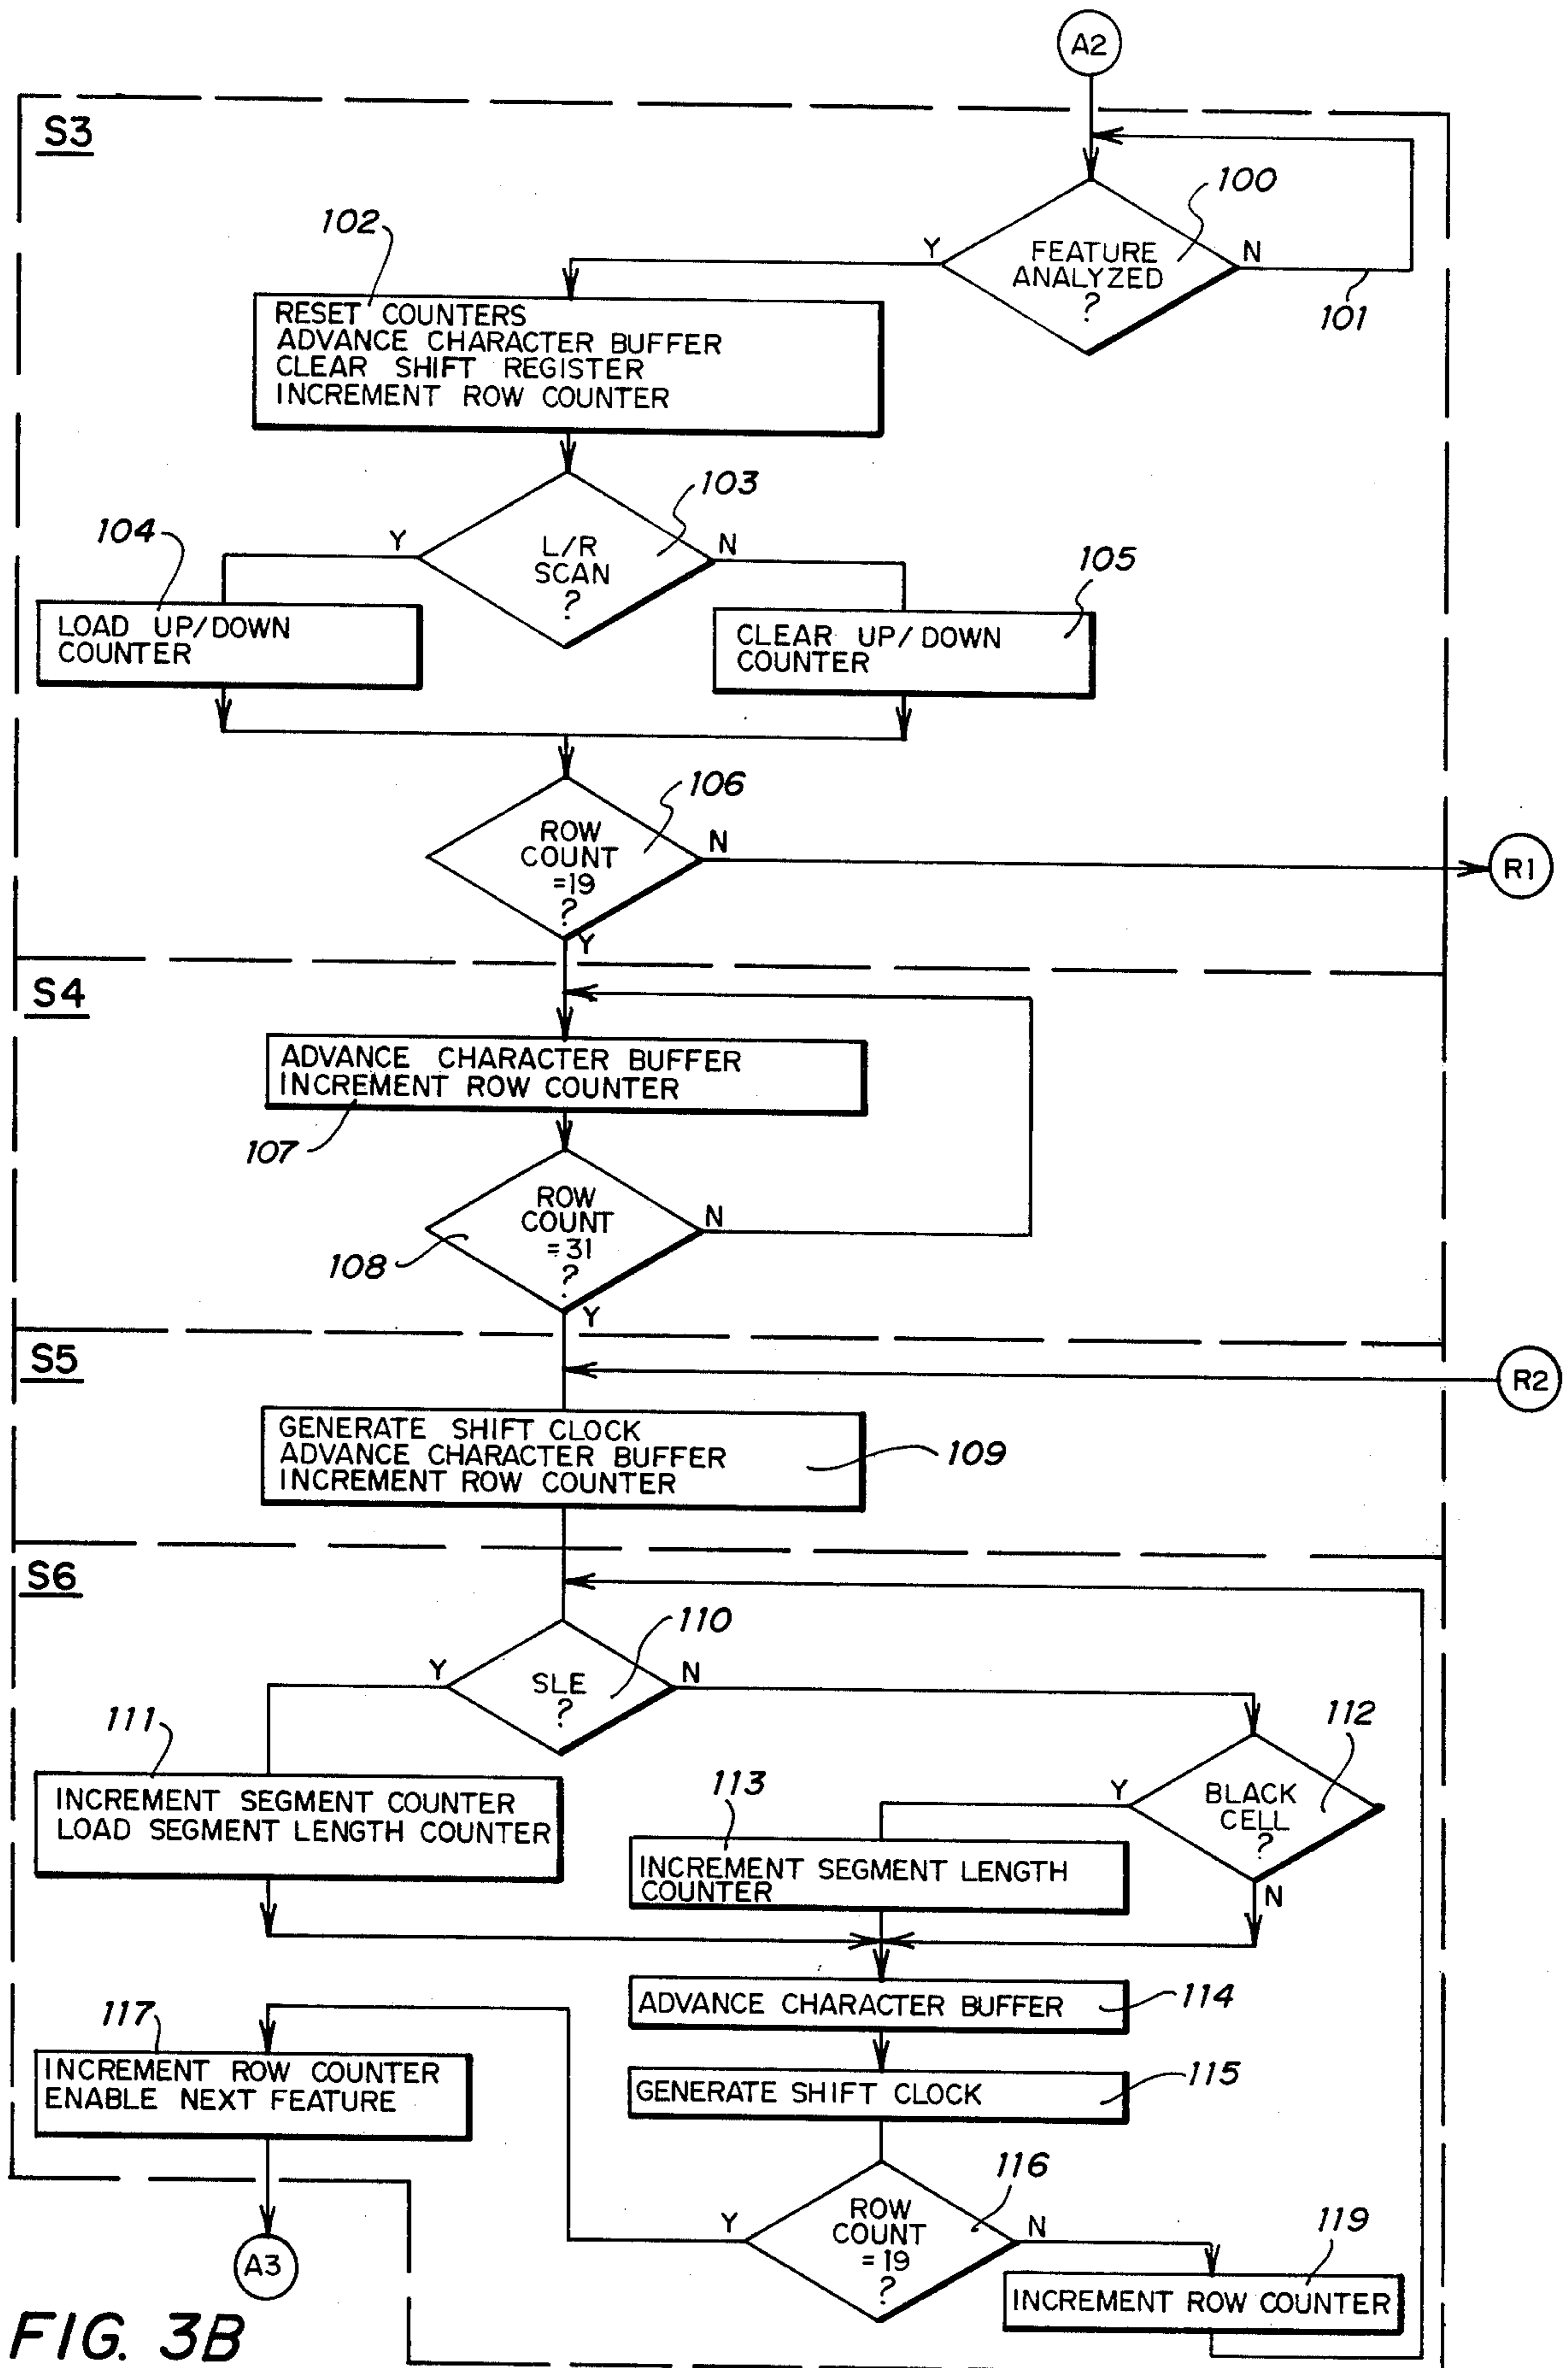 A2
S3
100
102
Y
FEATURE
ANALYZED
?
N
101
RESET COUNTERS
ADVANCE CHARACTER BUFFER
CLEAR SHIFT REGISTER
INCREMENT ROW COUNTER
103
104
Y
L/R
SCAN
?
N
105
LOAD UP/DOWN
COUNTER
CLEAR UP/DOWN
COUNTER
106
ROW
COUNT
=19
?
N
R1
Y
S4
ADVANCE CHARACTER BUFFER
INCREMENT ROW COUNTER
107
ROW
COUNT
=31
?
N
108
Y
S5
R2
GENERATE SHIFT CLOCK
ADVANCE CHARACTER BUFFER
INCREMENT ROW COUNTER
109
S6
110
Y
SLE
?
N
111
112
INCREMENT SEGMENT COUNTER
LOAD SEGMENT LENGTH COUNTER
113
Y
BLACK
CELL
?
N
INCREMENT SEGMENT LENGTH
COUNTER
ADVANCE CHARACTER BUFFER
114
117
INCREMENT ROW COUNTER
ENABLE NEXT FEATURE
GENERATE SHIFT CLOCK
115
116
Y
ROW
COUNT
=19
?
N
119
INCREMENT ROW COUNTER
A3
FIG. 3B